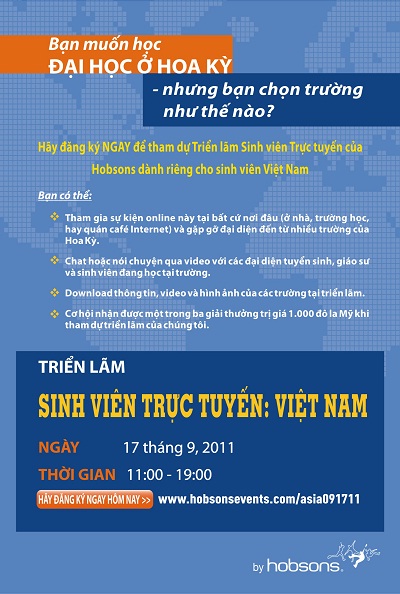 Bạn muốn học
ĐẠI HỌC Ở HOA KỲ
- nhưng bạn chọn trường
như thế nào?
Hãy đăng ký NGAY để tham dự Triển lãm Sinh viên Trực tuyến của
Hobsons dành riêng cho sinh viên Việt Nam
Bạn có thể:
Tham gia sự kiện online này tại bất cứ nơi đâu (ở nhà, trường học,
hay quán café Internet) và gặp gỡ đại diện đến từ nhiều trường của
Hoa Kỳ.
Chat hoặc nói chuyện qua video với các đại diện tuyển sinh, giáo sư
và sinh viên đang học tại trường.
Download thông tin, video và hình ảnh của các trường tại triển lãm.
Cơ hội nhận được một trong ba giải thưởng trị giá 1.000 đô la Mỹ khi
tham dự triển lãm của chúng tôi.
TRIỂN LÃM
SINH VIÊN TRỰC TUYẾN: VIỆT NAM
NGÀY 17 tháng 9, 2011
THỜI GIAN 11:00 - 19:00
HÃY ĐĂNG KÝ NGAY HÔM NAY >> www.hobsonsevents.com/asia091711
by hobsons.